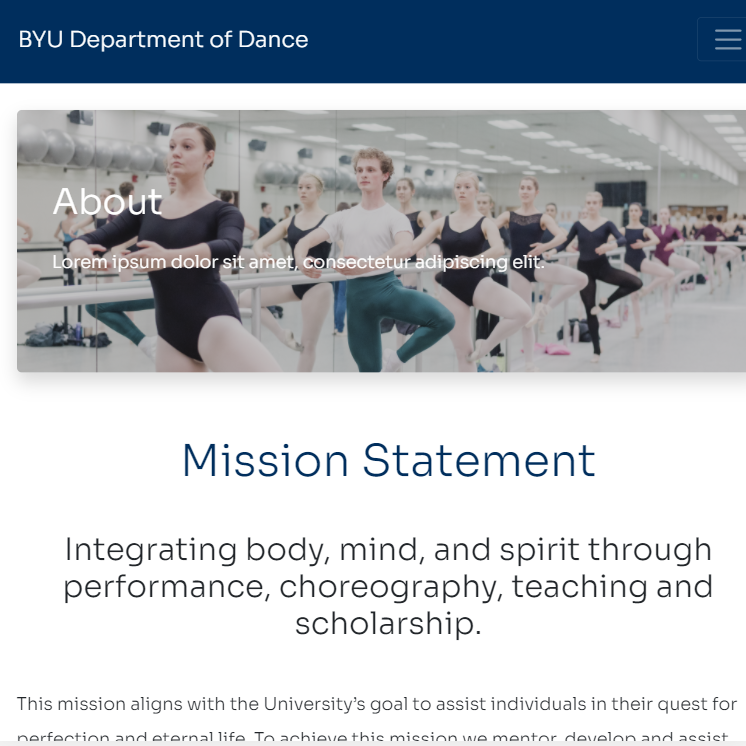 BYU Department of Dance
About
Lorem ipsum dolor sit amet, consectetur adipiscing elit.
Mission Statement
Integrating body, mind, and spirit through
performance, choreography, teaching and
scholarship.
This mission aligns with the University’s goal to assist individuals in their quest for
perfection and eternal life. To achieve this mission we mentor, develop and assist